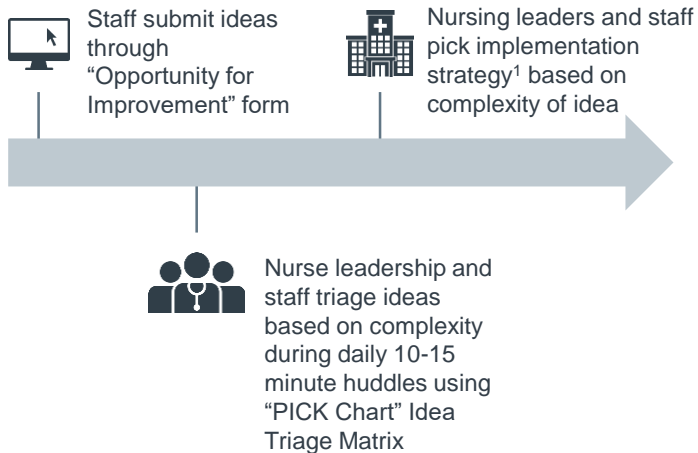 Staff submit ideas
through
“Opportunity for
Improvement” form
Nursing leaders and staff
pick implementation
strategy¹ based on
complexity of idea
Nurse leadership and
staff triage ideas
based on complexity
during daily 10-15
minute huddles using
“PICK Chart” Idea
Triage Matrix